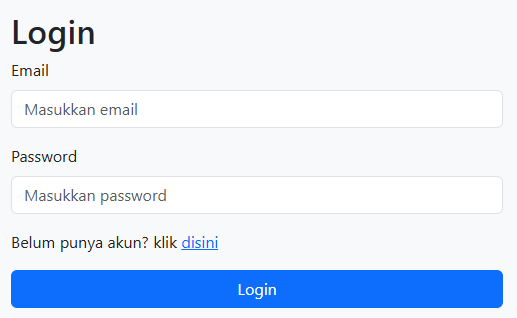 Login
Email
Masukkan email
Password
Masukkan password
Belum punya akun? klik disini
Login